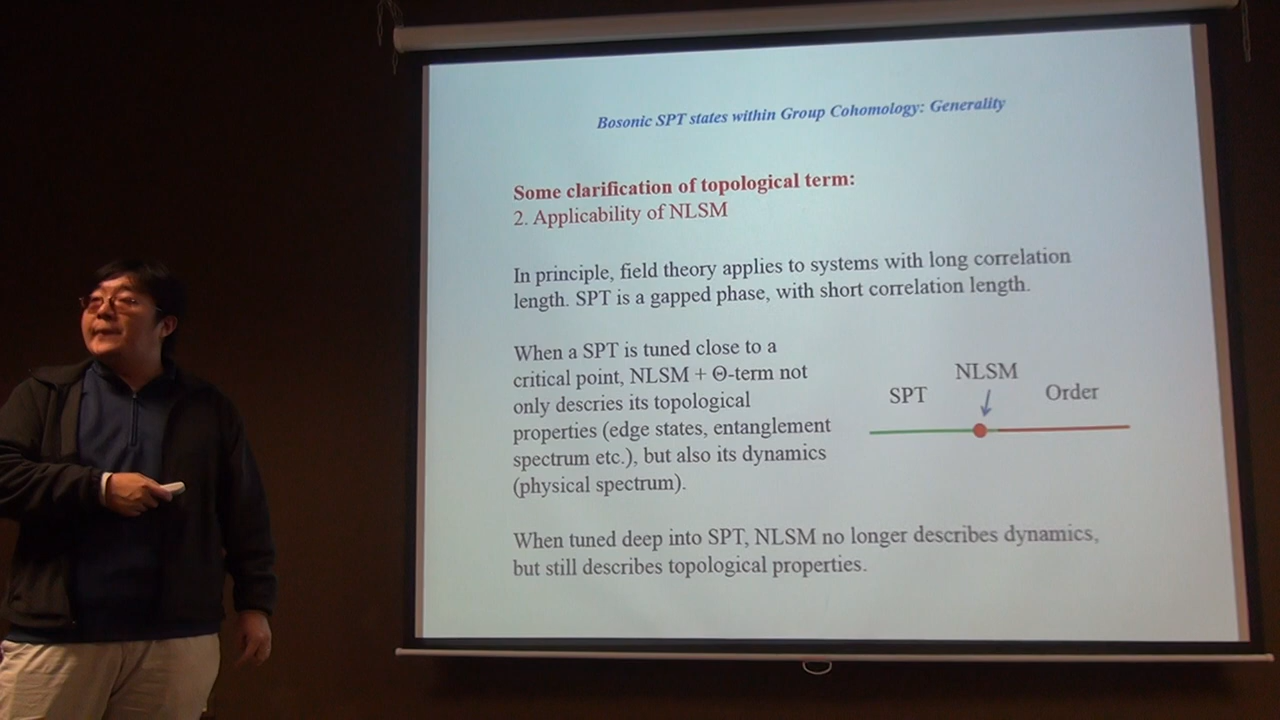 Bosonic SPT states within Group Cohomology: Generality
Some clarification of topological term:
2. Applicability of NLSM
In principle, field theory applies to systems with long correlation
length. SPT is a gapped phase, with short correlation length.
When a SPT is tuned close to a
critical point, NLSM + Θ-term not
only descries its topological
properties (edge states, entanglement
spectrum etc.), but also its dynamics
(physical spectrum).
SPT
NLSM
Order
When tuned deep into SPT, NLSM no longer describes dynamics,
but still describes topological properties.